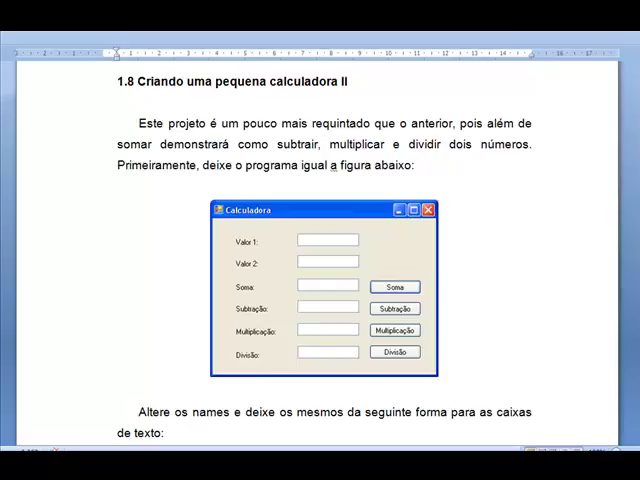 1.8 Criando uma pequena calculadora II
Este projeto é um pouco mais requintado que o anterior, pois além de
somar demonstrará como subtrair, multiplicar e dividir dois números.
Primeiramente, deixe o programa igual a figura abaixo:
Calculadora
Valor 1:
Valor 2:
Soma: Soma
Subtração: Subtração
Multiplicação: Multiplicação
Divisão: Divisão
Altere os names e deixe os mesmos da seguinte forma para as caixas
de texto: